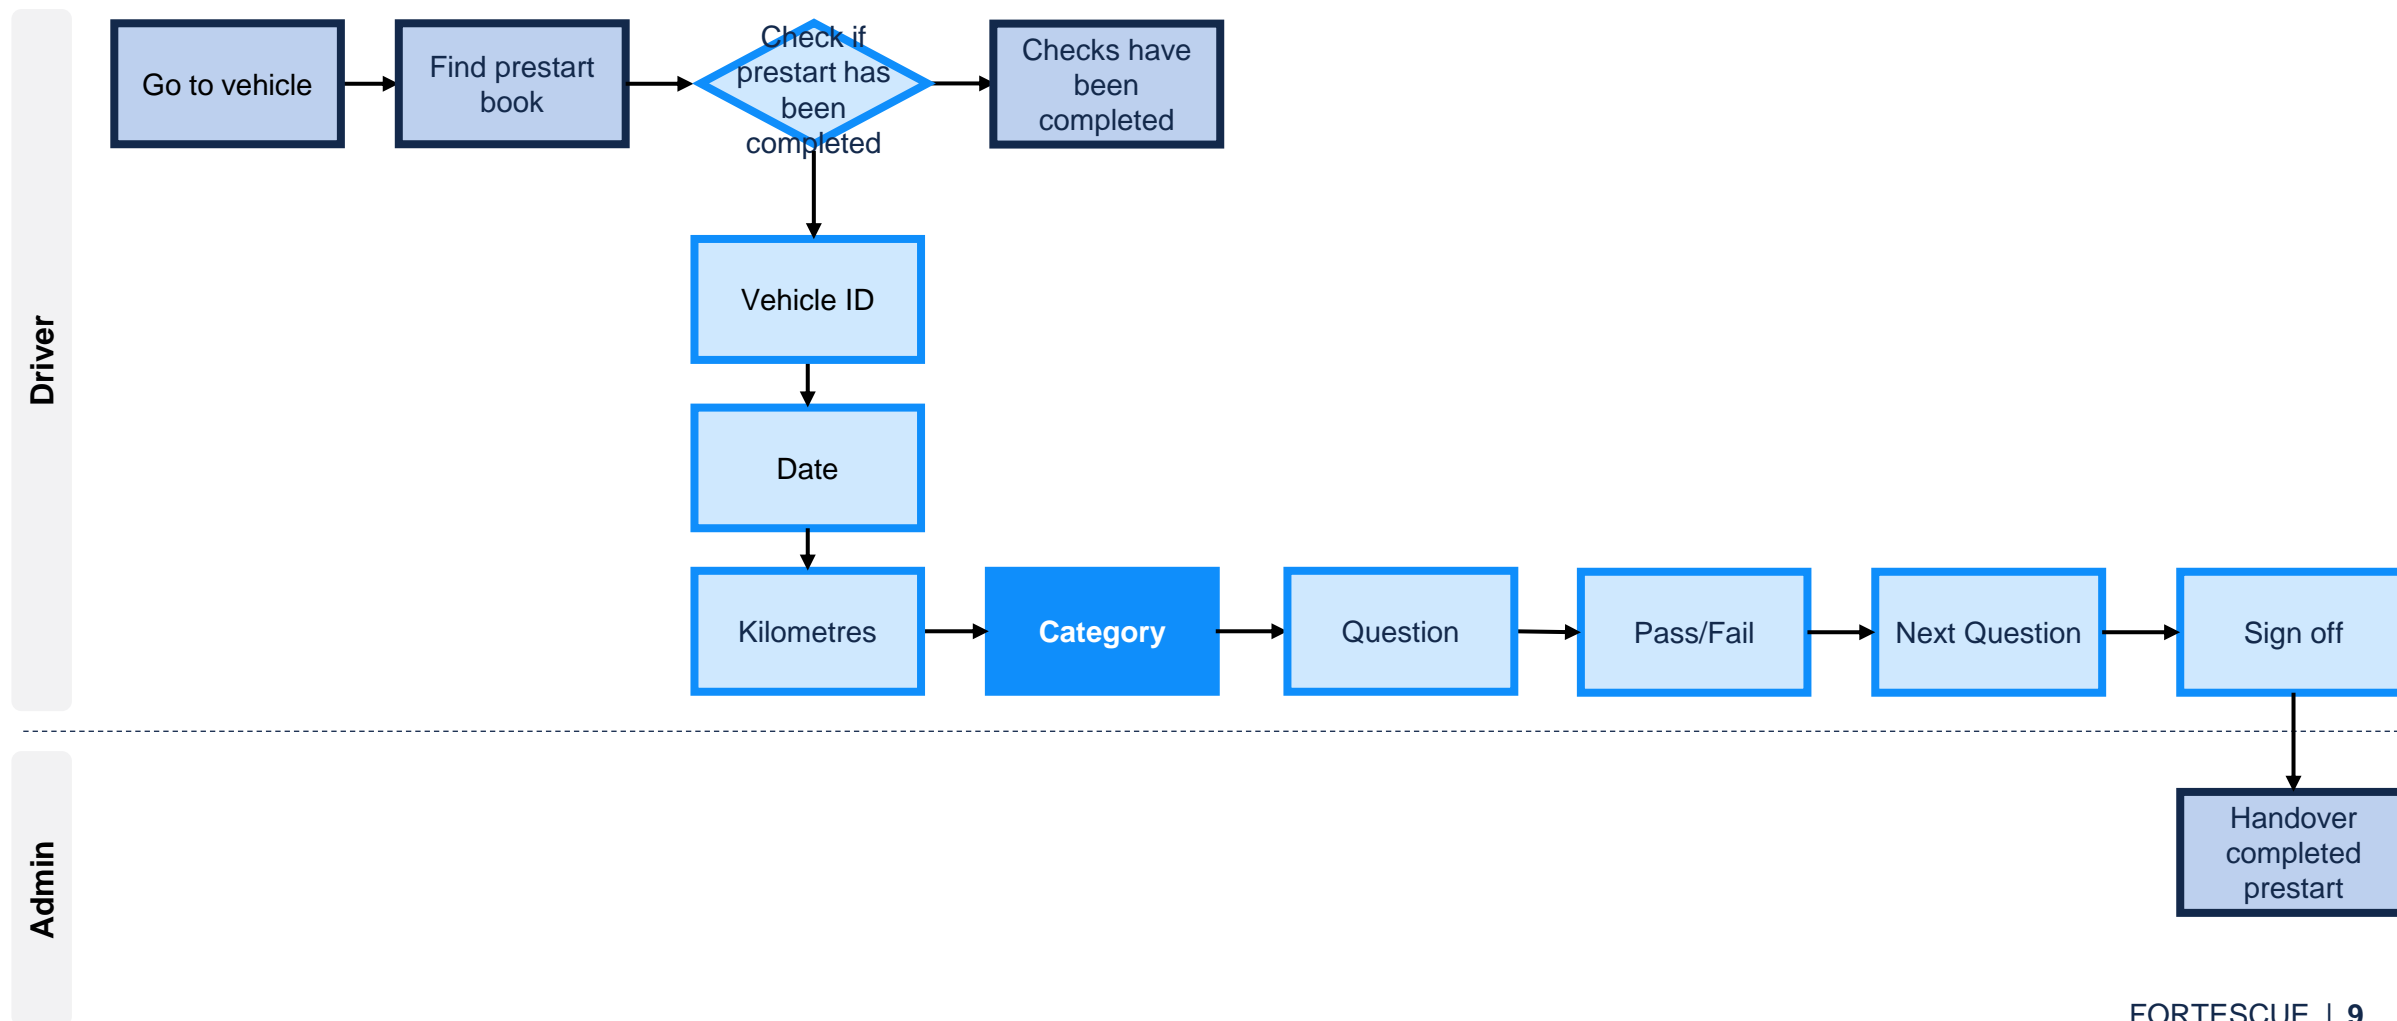 Driver
Go to vehicle
Find prestart
book
Check if
prestart has
been
completed
Checks have
been
completed
Vehicle ID
Date
Kilometres
Category
Question
Pass/Fail
Next Question
Sign off
Admin
Handover
completed
prestart
FORTESCUE | 9